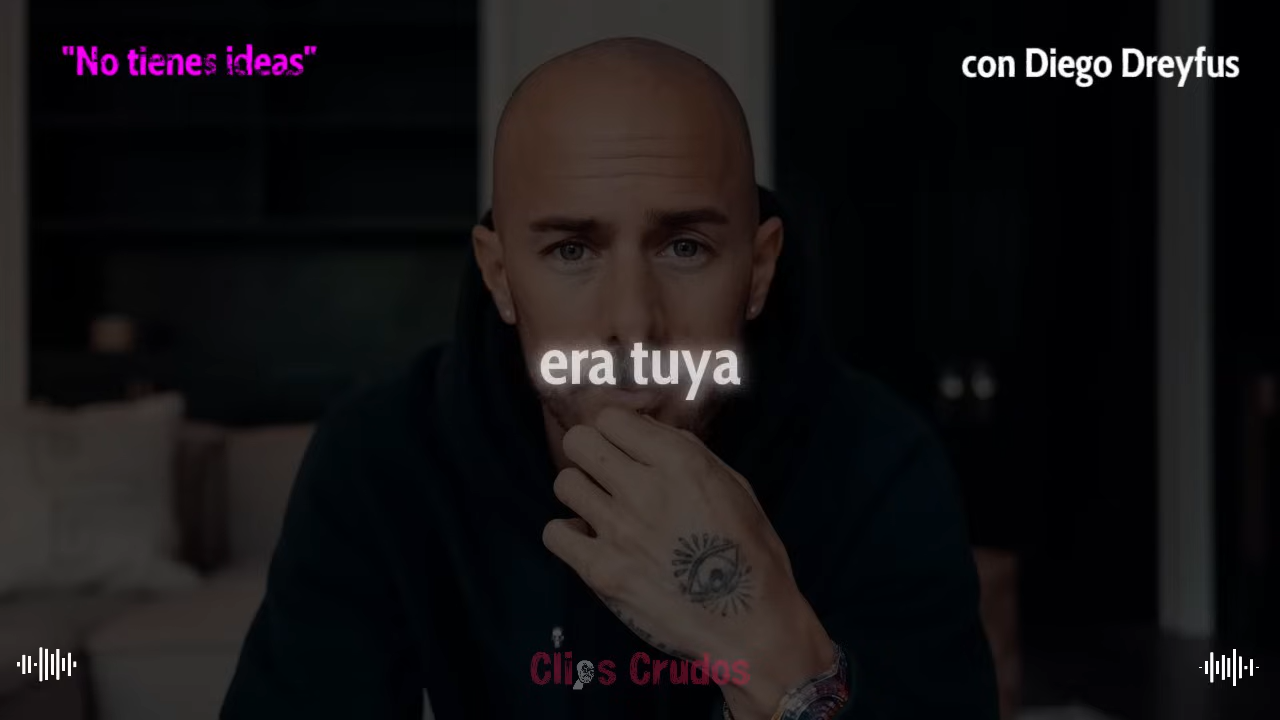 "No tienes ideas"
con Diego Dreyfus
era tuya
Clips Crudos